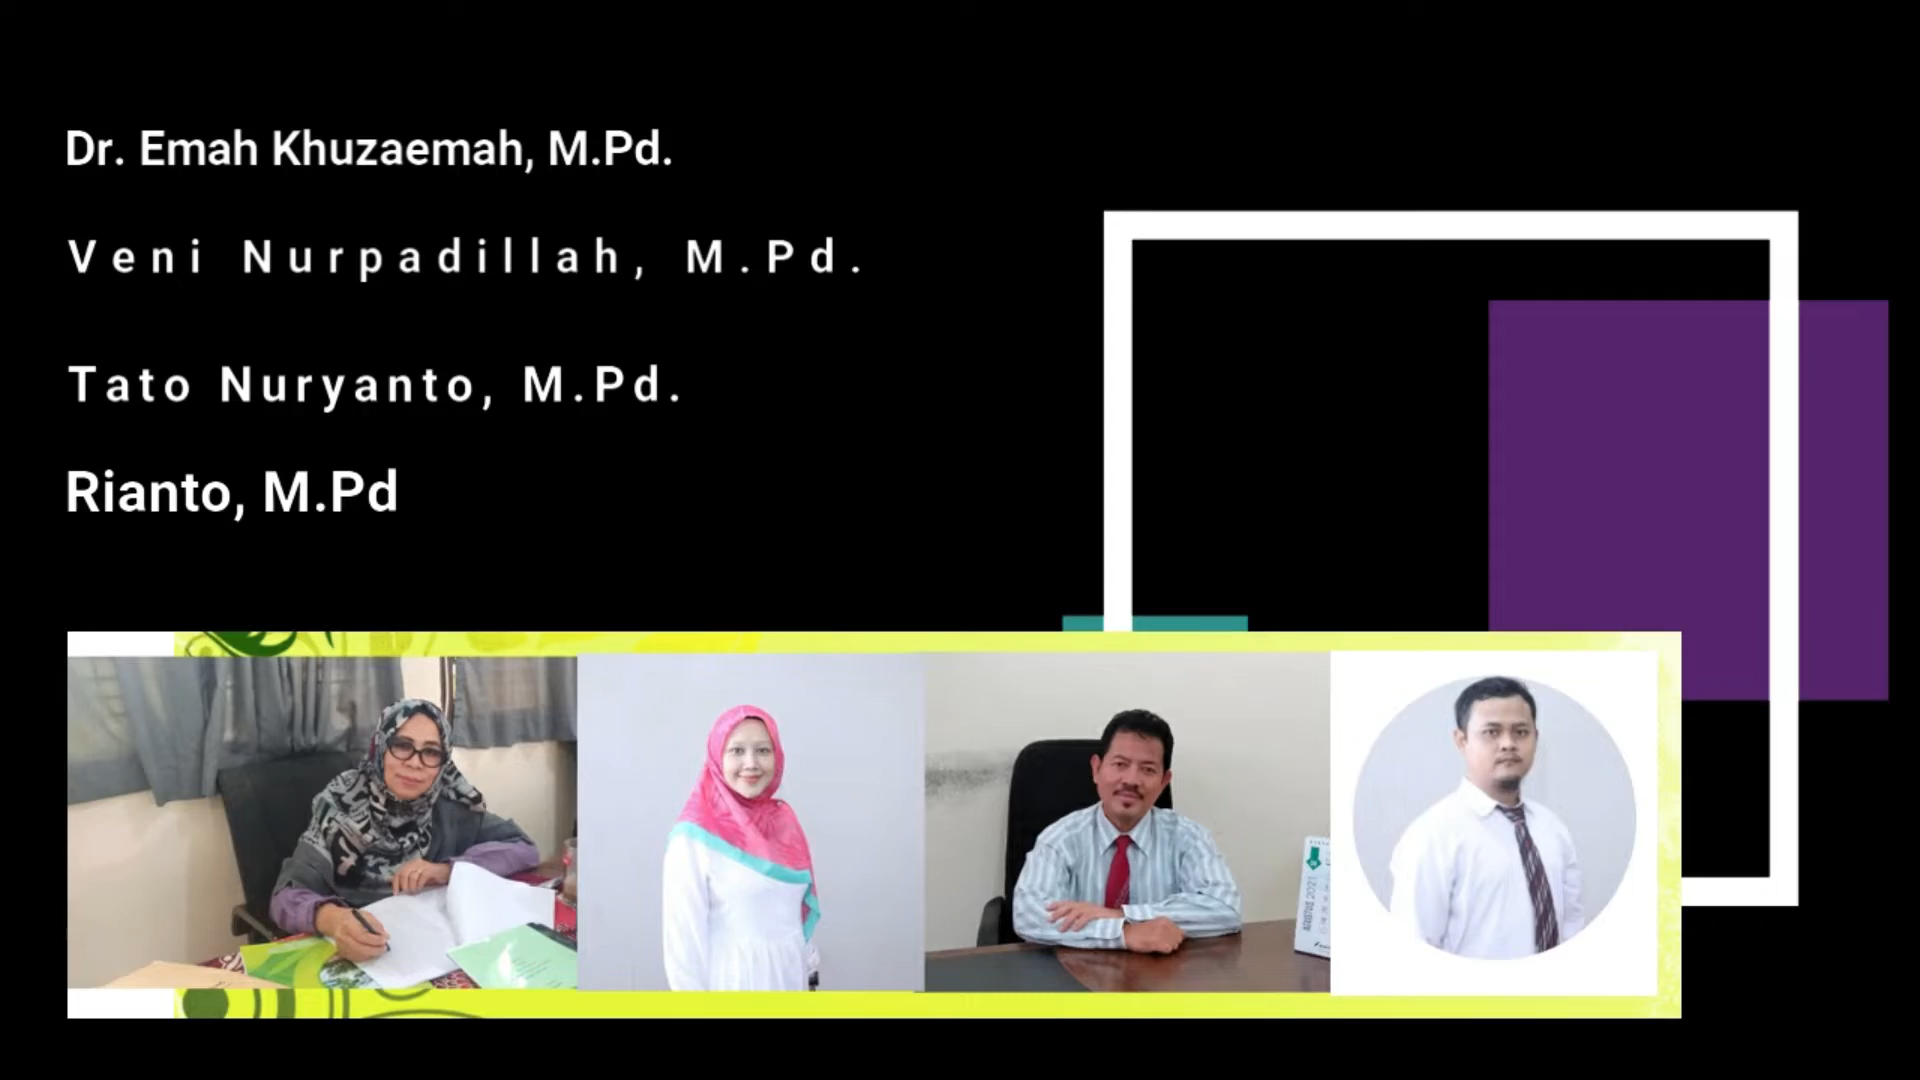 Dr. Emah Khuzaemah, M.Pd.
Veni Nurpadillah, M.Pd.
Tato Nuryanto, M.Pd.
Rianto, M.Pd